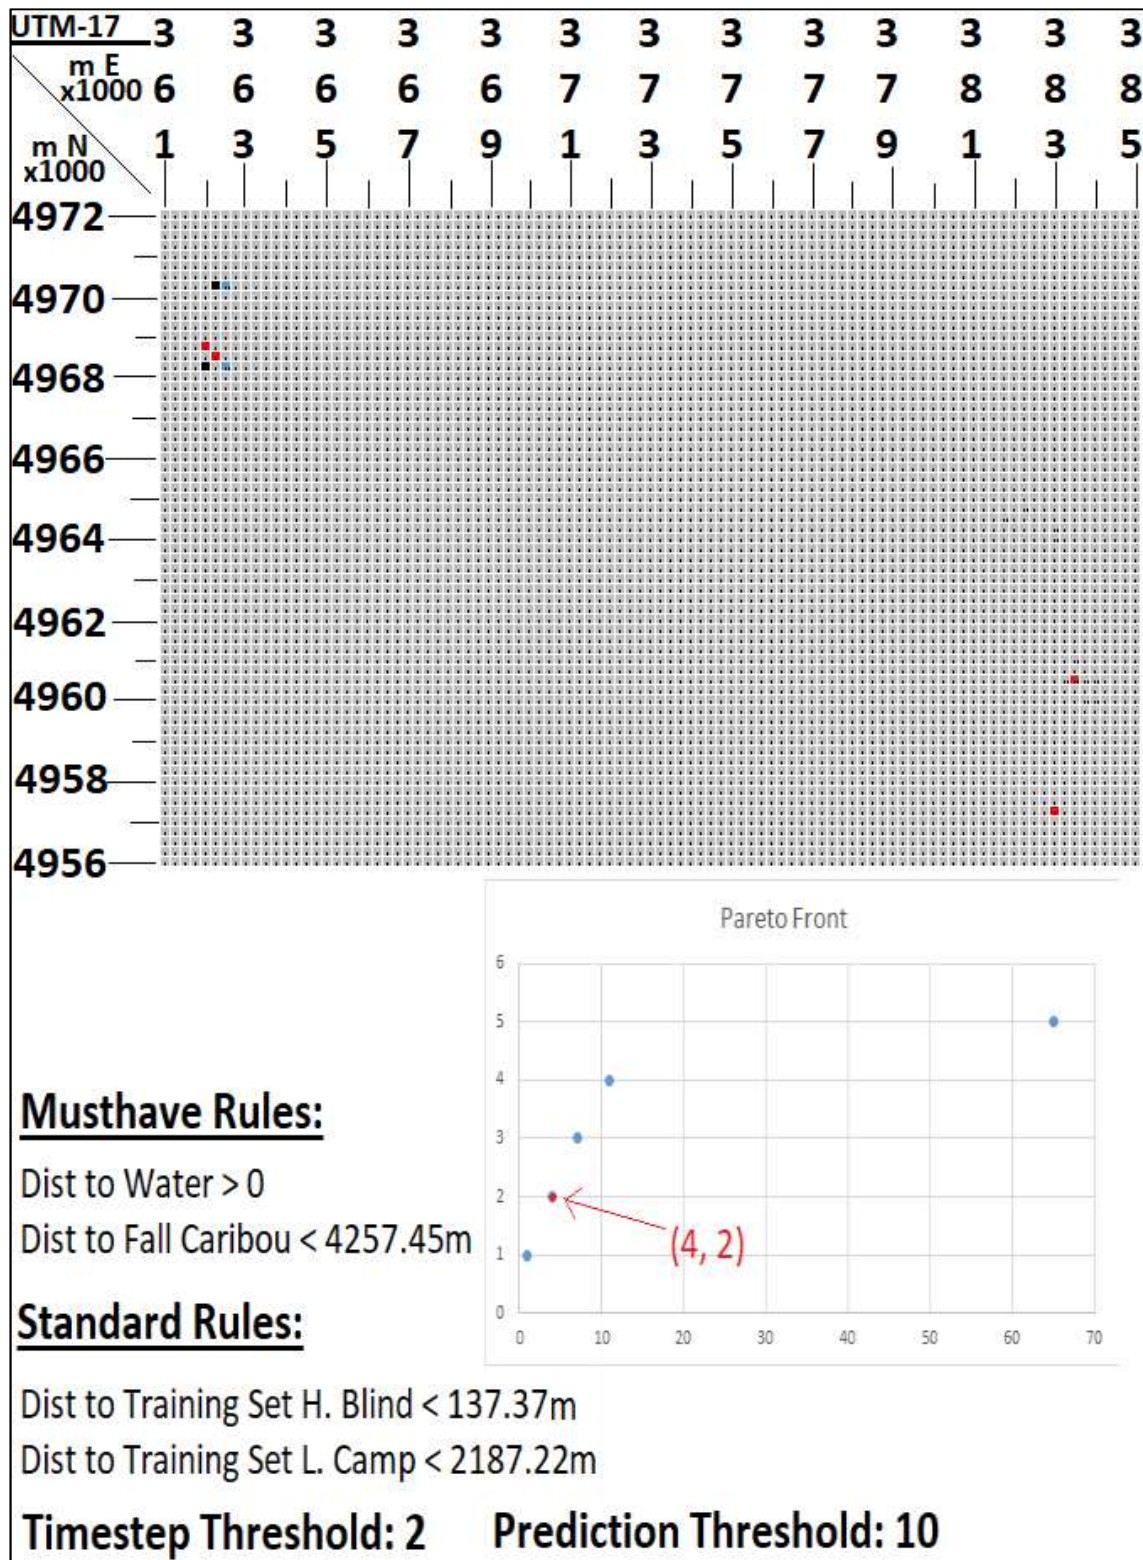 UTM-17 3 3 3 3 3 3 3 3 3 3 3 3 3
m E
x1000 6 6 6 6 6 7 7 7 7 7 8 8 8
m N 1 3 5 7 9 1 3 5 7 9 1 3 5
x1000
4972
4970
4968
4966
4964
4962
4960
4958
4956
Pareto Front
6
5
4
3
2
1
0
(4, 2)
0 10 20 30 40 50 60 70
Musthave Rules:
Dist to Water > 0
Dist to Fall Caribou < 4257.45m
Standard Rules:
Dist to Training Set H. Blind < 137.37m
Dist to Training Set L. Camp < 2187.22m
Timestep Threshold: 2 Prediction Threshold: 10